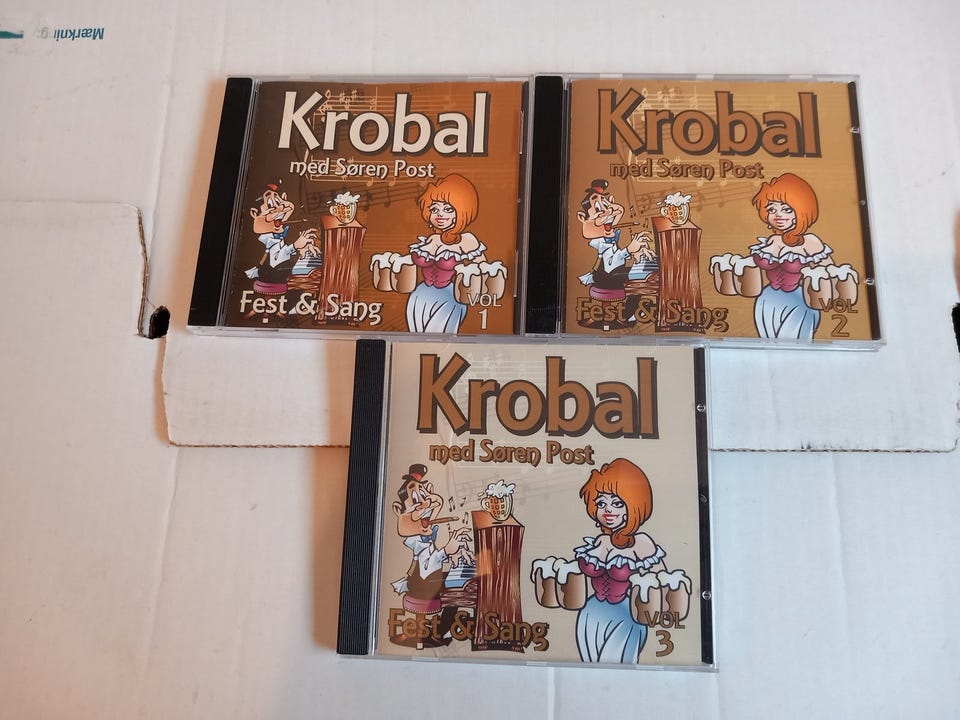 Mærkning
Krobal
med Søren Post
Fest & Sang
VOL
1
Krobal
med Søren Post
Fest & Sang
VOL
2
Krobal
med Søren Post
Fest & Sang
VOL
3